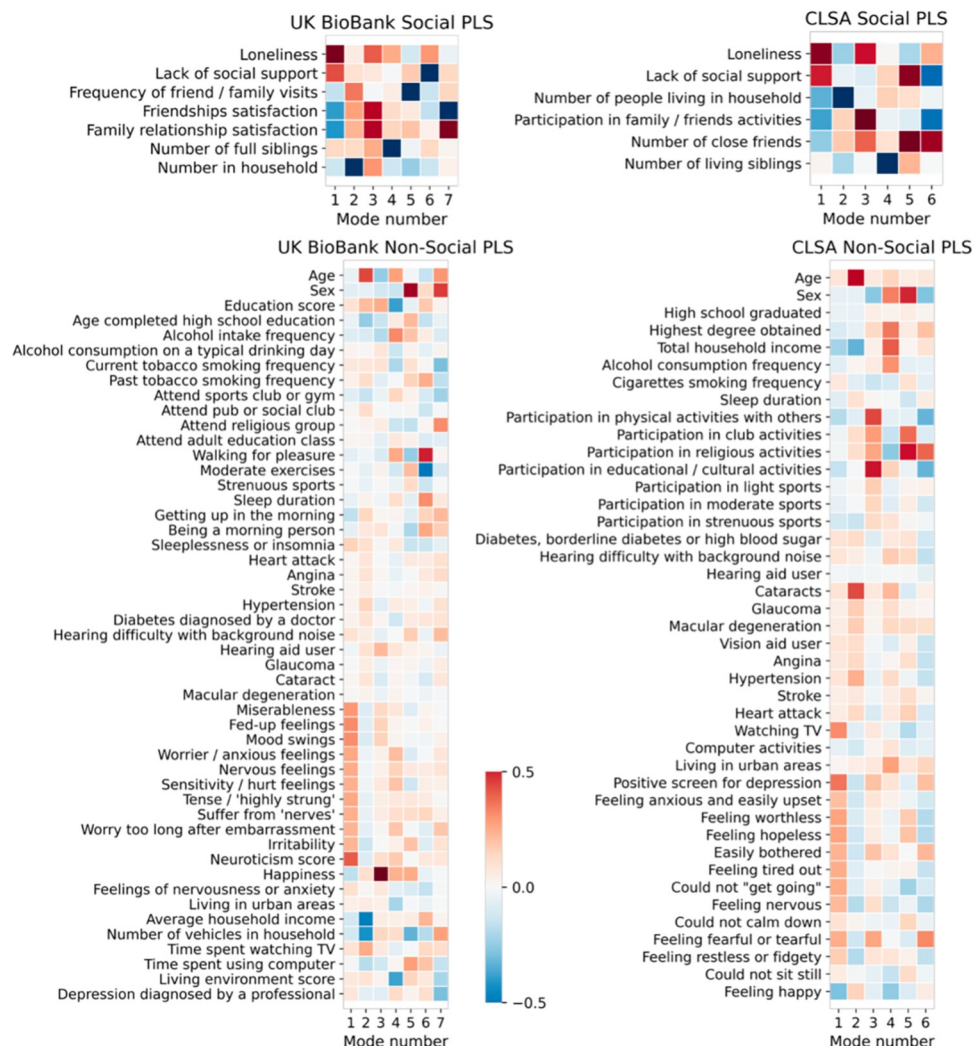 UK BioBank Social PLS
Loneliness
Lack of social support
Frequency of friend / family visits
Friendships satisfaction
Family relationship satisfaction
Number of full siblings
Number in household
1 2 3 4 5 6 7
Mode number
CLSA Social PLS
Loneliness
Lack of social support
Number of people living in household
Participation in family / friends activities
Number of close friends
Number of living siblings
1 2 3 4 5 6
Mode number
UK BioBank Non-Social PLS
Age
Sex
Education score
Age completed high school education
Alcohol intake frequency
Alcohol consumption on a typical drinking day
Current tobacco smoking frequency
Past tobacco smoking frequency
Attend sports club or gym
Attend pub or social club
Attend religious group
Attend adult education class
Walking for pleasure
Moderate exercises
Strenuous sports
Sleep duration
Getting up in the morning
Being a morning person
Sleeplessness or insomnia
Heart attack
Angina
Stroke
Hypertension
Diabetes diagnosed by a doctor
Hearing difficulty with background noise
Hearing aid user
Glaucoma
Cataract
Macular degeneration
Miserableness
Fed-up feelings
Mood swings
Worrier / anxious feelings
Nervous feelings
Sensitivity / hurt feelings
Tense / 'highly strung'
Suffer from 'nerves'
Worry too long after embarrassment
Irritability
Neuroticism score
Happiness
Feelings of nervousness or anxiety
Living in urban areas
Average household income
Number of vehicles in household
Time spent watching TV
Time spent using computer
Living environment score
Depression diagnosed by a professional
1 2 3 4 5 6 7
Mode number
0.5
0.0
−0.5
CLSA Non-Social PLS
Age
Sex
High school graduated
Highest degree obtained
Total household income
Alcohol consumption frequency
Cigarettes smoking frequency
Sleep duration
Participation in physical activities with others
Participation in club activities
Participation in religious activities
Participation in educational / cultural activities
Participation in light sports
Participation in moderate sports
Participation in strenuous sports
Diabetes, borderline diabetes or high blood sugar
Hearing difficulty with background noise
Hearing aid user
Cataracts
Glaucoma
Macular degeneration
Vision aid user
Angina
Hypertension
Stroke
Heart attack
Watching TV
Computer activities
Living in urban areas
Positive screen for depression
Feeling anxious and easily upset
Feeling worthless
Feeling hopeless
Easily bothered
Feeling tired out
Could not "get going"
Feeling nervous
Could not calm down
Feeling fearful or tearful
Feeling restless or fidgety
Could not sit still
Feeling happy
1 2 3 4 5 6
Mode number